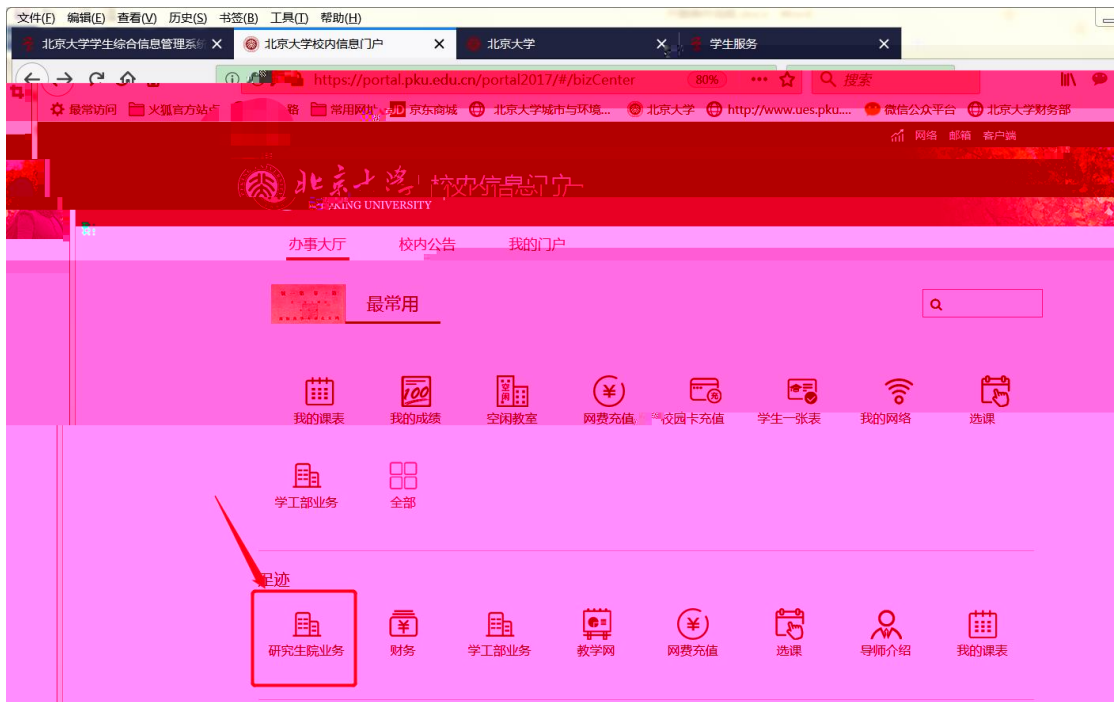 文件(F) 编辑(E) 查看(V) 历史(S) 书签(B) 工具(T) 帮助(H)
北京大学学生综合信息管理系统 北京大学校内信息门户 北京大学 学生服务
https://portal.pku.edu.cn/portal2017/#/bizCenter 80% 搜索
最常访问 火狐官方站点 常用网址 JD 京东商城 北京大学城市与环境... 北京大学 http://www.ues.pku.... 微信公众平台 北京大学财务部
网络 邮箱 客户端
北京大学 校内信息门户
PEKING UNIVERSITY
办事大厅 校内公告 我的门户
最常用
我的课表 我的成绩 空闲教室 网费充值 校园卡充值 学生一张表 我的网络 选课
学工部业务 全部
足迹
研究生院业务 财务 学工部业务 教学网 网费充值 选课 导师介绍 我的课表